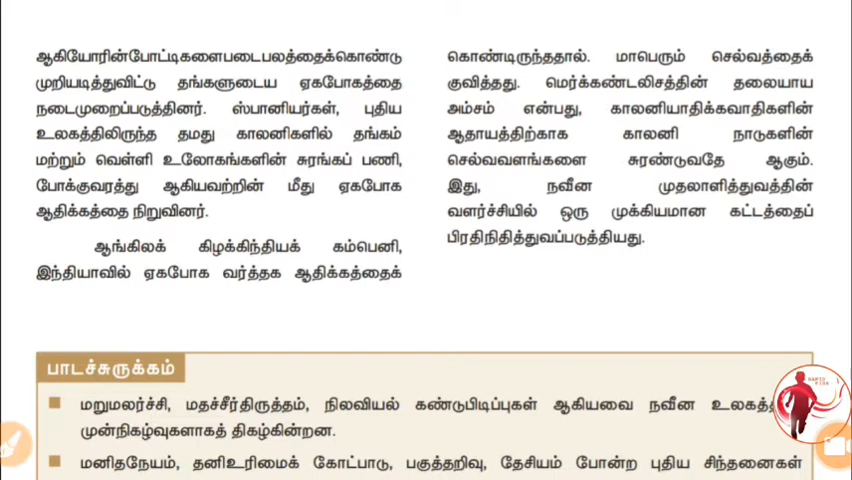 ஆகியோரின்போட்டிகளைபடைபலத்தைக்கொண்டு
முறியடித்துவிட்டு தங்களுடைய ஏகபோகத்தை
நடைமுறைப்படுத்தினர். ஸ்பானியர்கள், புதிய
உலகத்திலிருந்த தமது காலனிகளில் தங்கம்
மற்றும் வெள்ளி உலோகங்களின் சுரங்கப் பணி,
போக்குவரத்து ஆகியவற்றின் மீது ஏகபோக
ஆதிக்கத்தை நிறுவினர்.
ஆங்கிலக் கிழக்கிந்தியக் கம்பெனி,
இந்தியாவில் ஏகபோக வர்த்தக ஆதிக்கத்தைக்
கொண்டிருந்ததால். மாபெரும் செல்வத்தைக்
குவித்தது. மெர்க்கண்டலிசத்தின் தலையாய
அம்சம் என்பது, காலனியாதிக்கவாதிகளின்
ஆதாயத்திற்காக காலனி நாடுகளின்
செல்வவளங்களை சுரண்டுவதே ஆகும்.
இது, நவீன முதலாளித்துவத்தின்
வளர்ச்சியில் ஒரு முக்கியமான கட்டத்தைப்
பிரதிநிதித்துவப்படுத்தியது.
பாடச்சுருக்கம்
மறுமலர்ச்சி, மதச்சீர்திருத்தம், நிலவியல் கண்டுபிடிப்புகள் ஆகியவை நவீன
முன்நிகழ்வுகளாகத் திகழ்கின்றன.
மனிதநேயம், தனிஉரிமைக் கோட்பாடு, பகுத்தறிவு, தேசியம் போன்ற புதிய சிந்தனைகள்